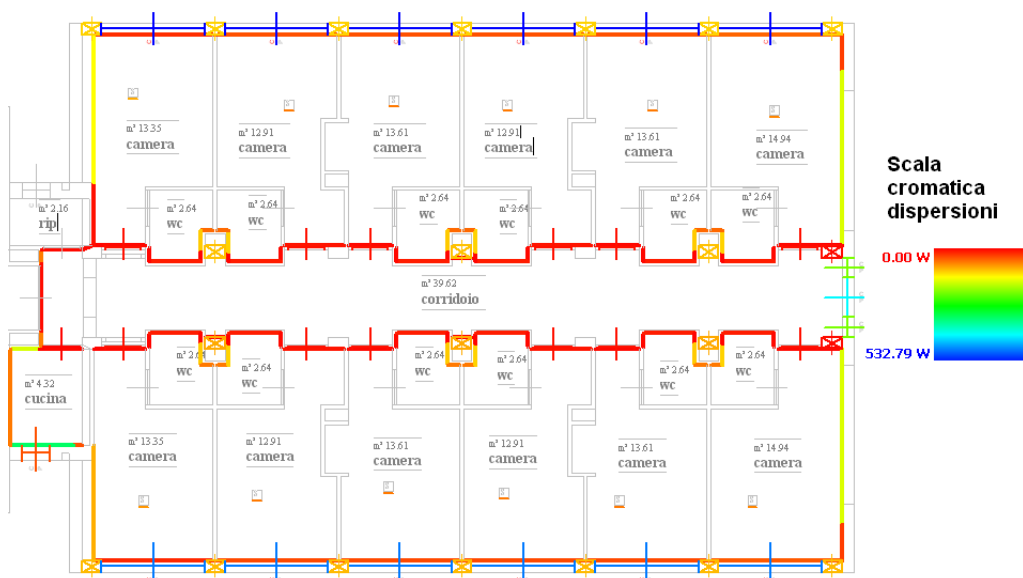 m² 13.35
camera
m² 12.91
camera
m² 13.61
camera
m² 12.91
camera
m² 13.61
camera
m² 14.94
camera
Scala
cromatica
dispersioni
m² 2.16
rip
m² 2.64
wc
m² 2.64
wc
m² 2.64
wc
m² 2.64
wc
m² 2.64
wc
m² 2.64
wc
0.00 W
532.79 W
m² 39.62
corridoio
m² 4.32
cucina
m² 2.64
wc
m² 2.64
wc
m² 2.64
wc
m² 2.64
wc
m² 2.64
wc
m² 2.64
wc
m² 13.35
camera
m² 12.91
camera
m² 13.61
camera
m² 12.91
camera
m² 13.61
camera
m² 14.94
camera